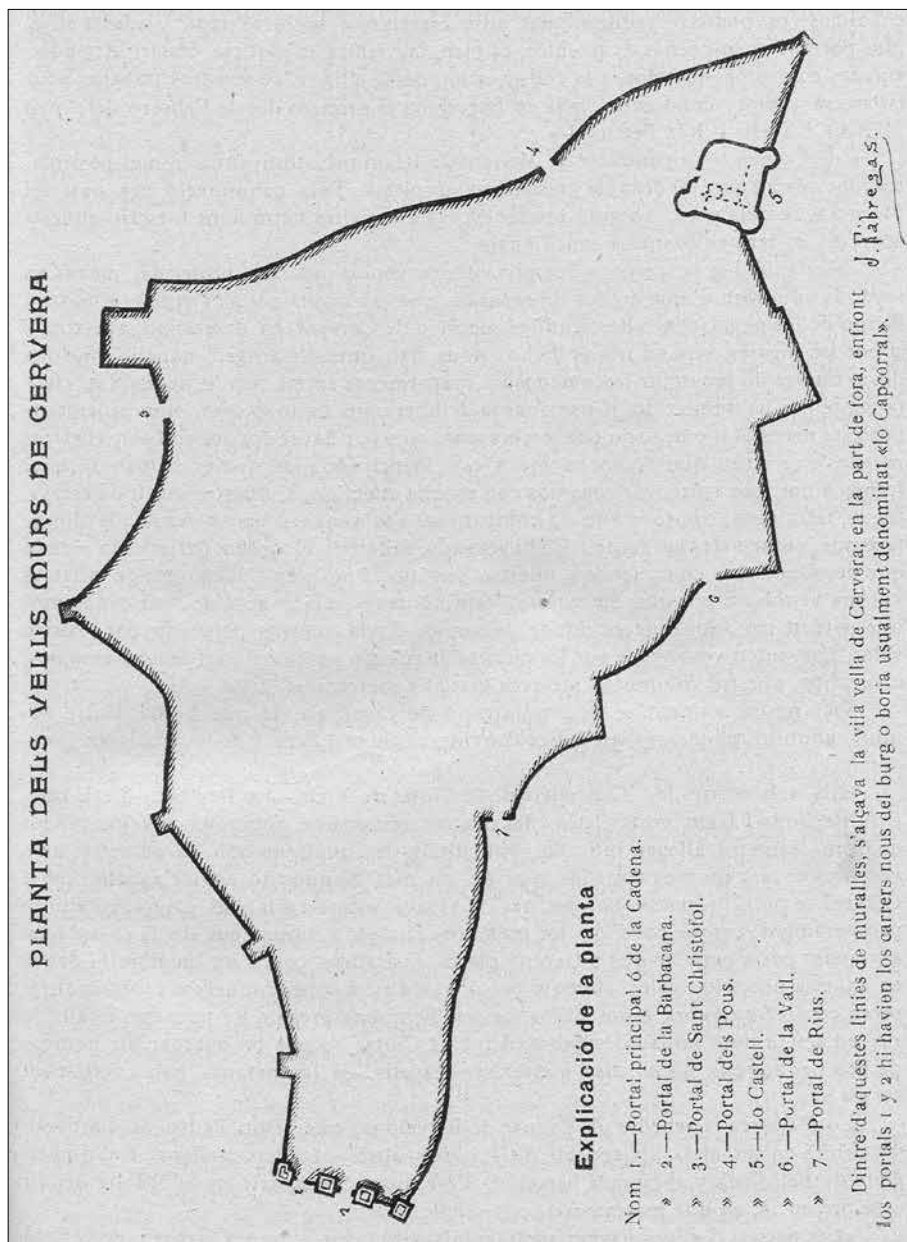 PLANTA DELS VELLS MURS DE CERVERA
1
2
3
4
5
6
7
Explicació de la planta
Nom 1.—Portal principal ó de la Cadena.
» 2.—Portal de la Barbacana.
» 3.—Portal de Sant Christófol
» 4.—Portal dels Pous.
» 5.—Lo Castell.
» 6.—Portal de la Vall.
» 7.—Portal de Rius.
Dintre d'aquestes linies de muralles, s'alçava la vila vella de Cervera; en la part de fora, enfront
los portals 1 y 2 hi havien los carrers nous del burg o boria usualment denominat «lo Capcorral».
J. Fabregas.